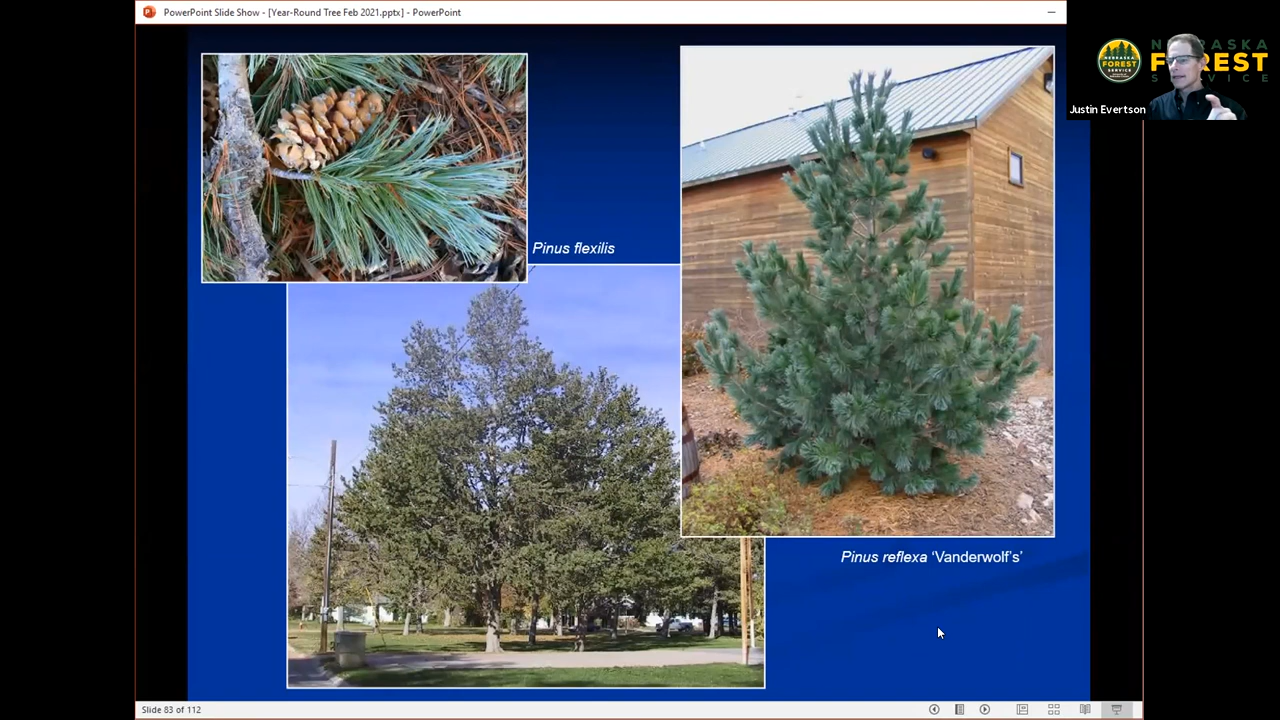 PowerPoint Slide Show - [Year-Round Tree Feb 2021.pptx] - PowerPoint
NEBRASKA
FOREST
SERVICE
Justin Evertson
Pinus flexilis
Pinus reflexa ‘Vanderwolf’s’
Slide 83 of 112